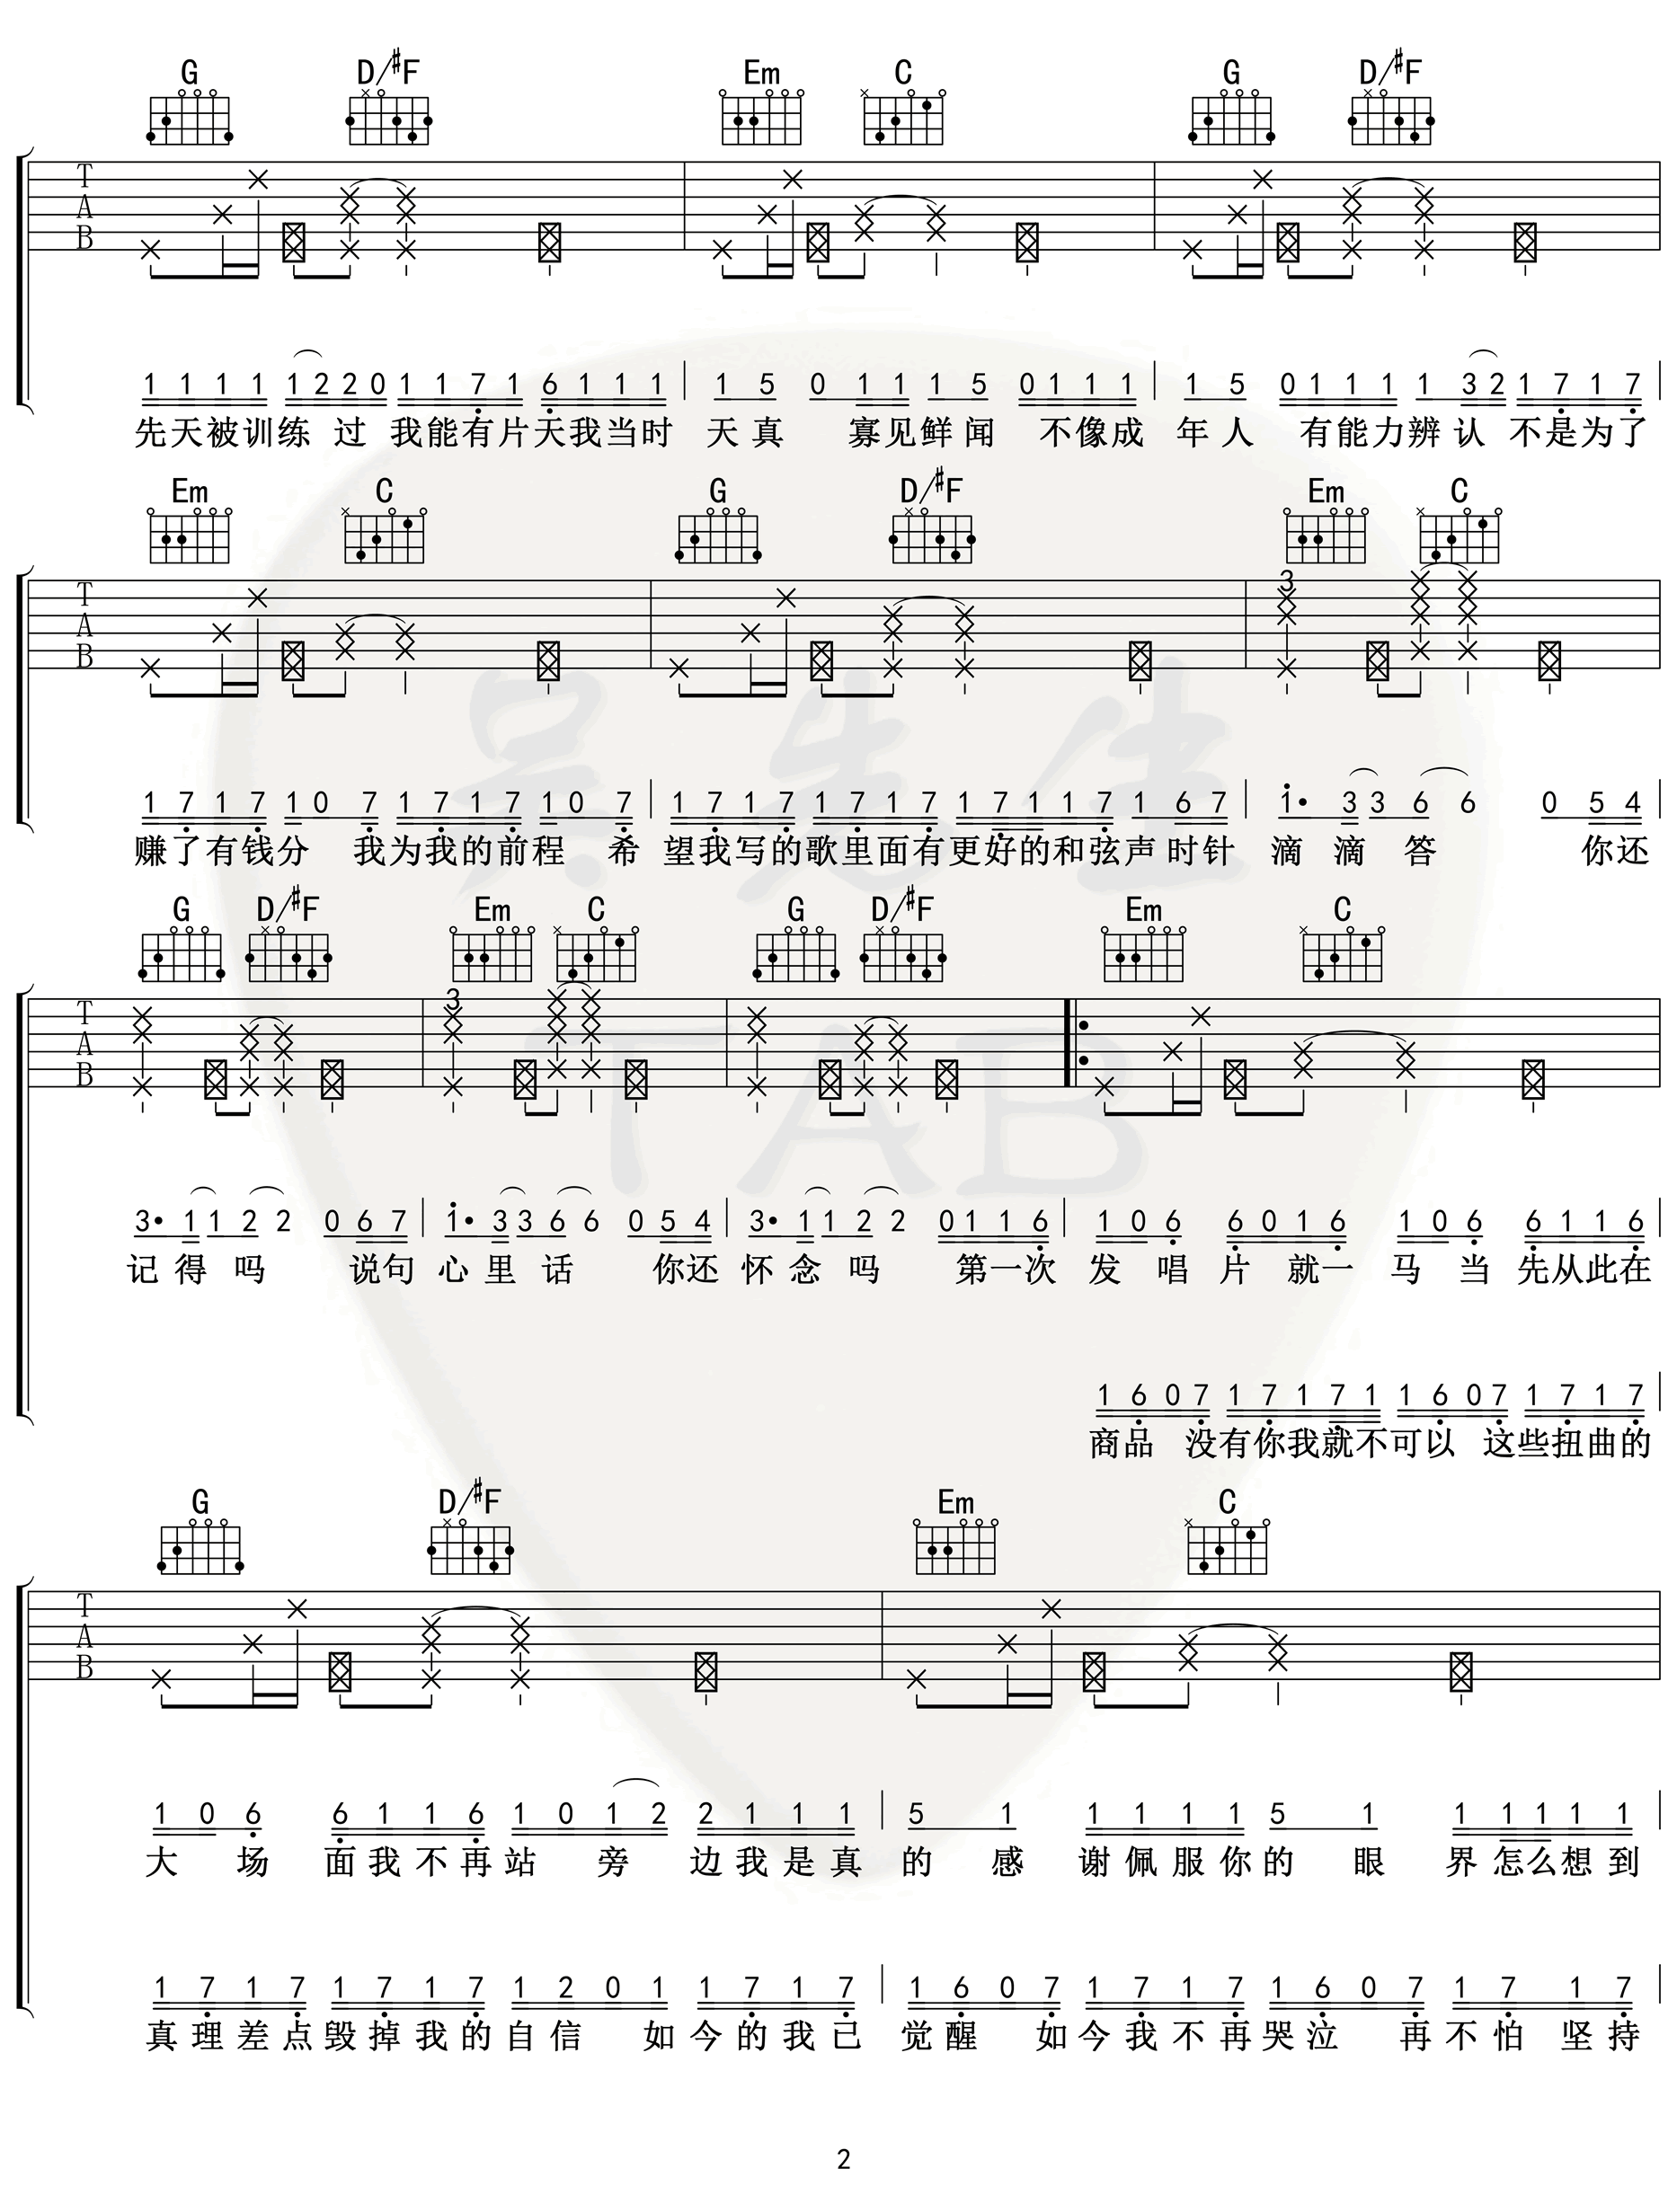 G D/#F Em C G D/#F
T
A
B
1 1 1 1 1 2 2 0 1 1 7 1 6 1 1 1 1 5 0 1 1 1 5 0 1 1 1 1 5 0 1 1 1 1 3 2 1 7 1 7
先天被训练 过 我能有片天我当时 天真 寡见鲜闻 不像成 年人 有能力辨认 不是为了
Em C G D/#F Em C
T
A
B
3
1 7 1 7 1 0 7 1 7 1 7 1 0 7 1 7 1 7 1 7 1 7 1 7 1 1 7 1 6 7 1• 3 3 6 6 0 5 4
赚了有钱分 我为我的前程 希 望我写的歌里面有更好的和弦声时针 滴 滴 答 你还
G D/#F Em C G D/#F Em C
T
A
B
3
3• 1 1 2 2 0 6 7 1• 3 3 6 6 0 5 4 3• 1 1 2 2 0 1 1 6 1 0 6 6 0 1 6 1 0 6 6 1 1 6
记 得 吗 说句 心 里 话 你还 怀 念 吗 第一次 发 唱 片 就一 马 当 先从此在
1 6 0 7 1 7 1 7 1 1 6 0 7 1 7 1 7
商品 没有你我就不可以 这些扭曲的
G D/#F Em C
T
A
B
1 0 6 6 1 1 6 1 0 1 2 2 1 1 1 5 1 1 1 1 1 5 1 1 1 1 1 1
大 场 面我不再站 旁 边我是真 的 感 谢佩服你的 眼 界怎么想到
1 7 1 7 1 7 1 7 1 2 0 1 1 7 1 7 1 6 0 7 1 7 1 7 1 6 0 7 1 7 1 7
真理差点毁掉我的自信 如今的我已 觉醒 如今我不再哭泣 再不怕坚持
2
吴先生
TAB